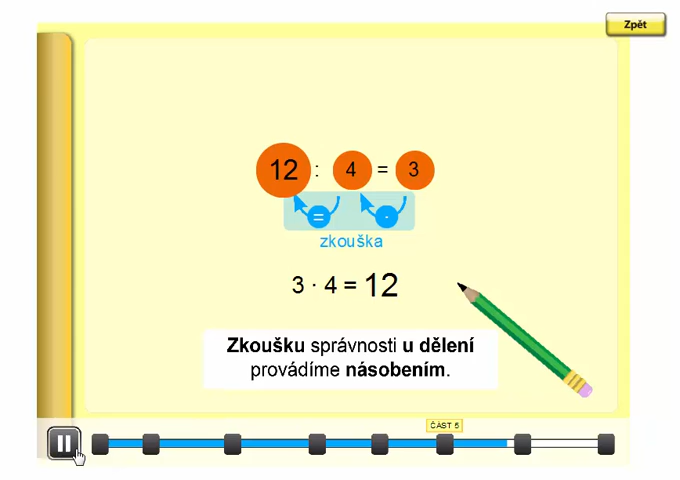 Zpět
12 : 4 = 3
= ·
zkouška
3 · 4 = 12
Zkoušku správnosti u dělení
provádíme násobením.
ČÁST 5